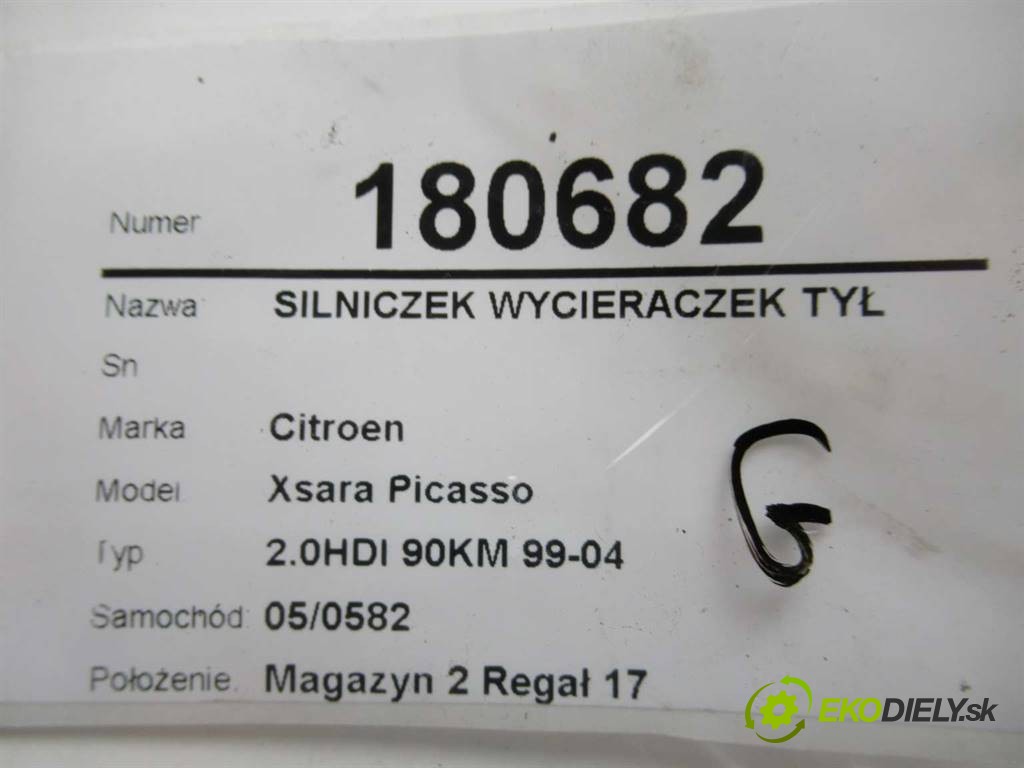 Numer 180682
Nazwa SILNICZEK WYCIERACZEK TYŁ
Sn
Marka Citroen
Model Xsara Picasso
Typ 2.0HDI 90KM 99-04
Samochód: 05/0582
Położenie. Magazyn 2 Regał 17
G
EKODIELY.sk